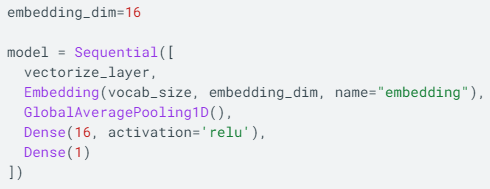 embedding_dim=16

model = Sequential([
  vectorize_layer,
  Embedding(vocab_size, embedding_dim, name="embedding"),
  GlobalAveragePooling1D(),
  Dense(16, activation='relu'),
  Dense(1)
])